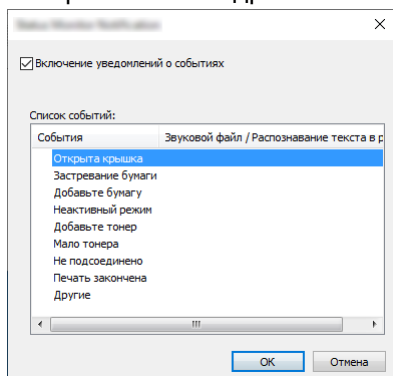 Включение уведомлений о событиях
Список событий:
События Звуковой файл / Распознавание текста в р
Открыта крышка
Застревание бумаги
Добавьте бумагу
Неактивный режим
Добавьте тонер
Мало тонера
Не подсоединено
Печать закончена
Другие
OK Отмена